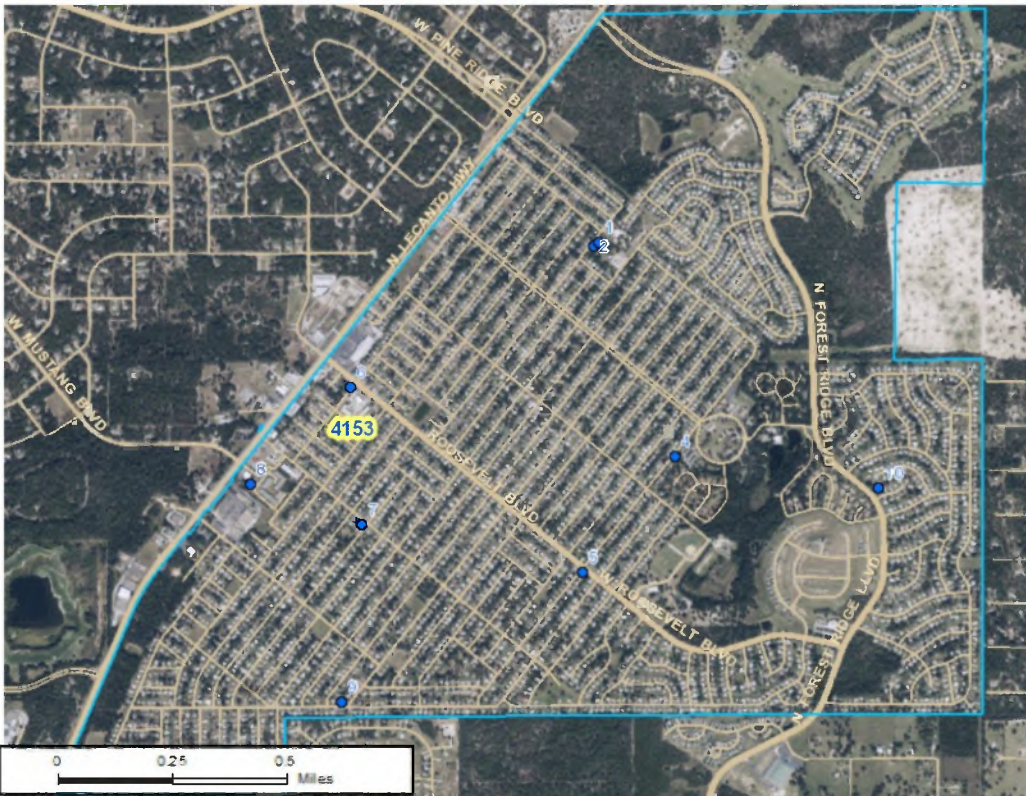 W PINE RIDGE BLVD
N LECANTO HWY
1
2
N FOREST RIDGE BLVD
W MUSTANG BLVD
6
4153
W ROOSEVELT BLVD
4
8
10
7
5
W ROOSEVELT BLVD
N FOREST RIDGE BLVD
9
0 0.25 0.5
Miles